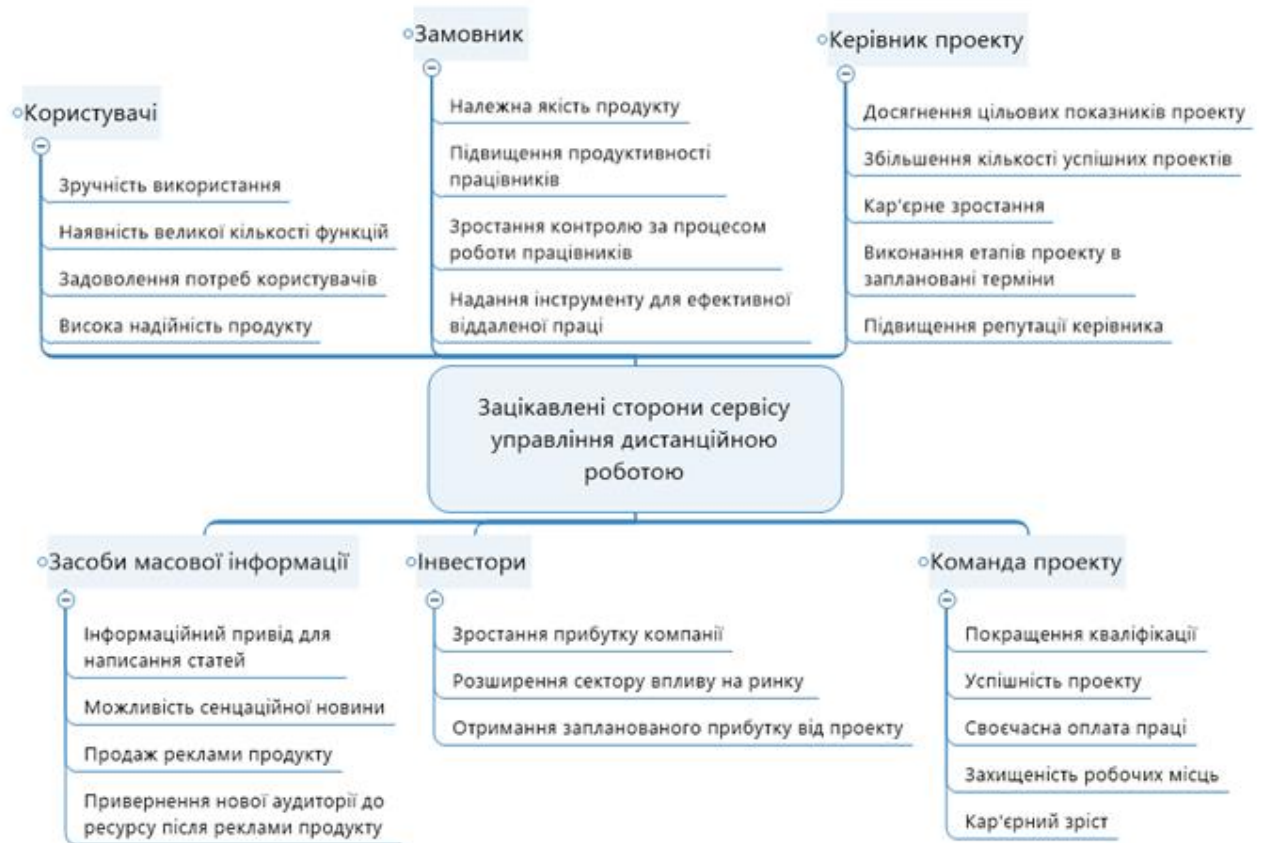 Замовник
Належна якість продукту
Підвищення продуктивності
працівників
Зростання контролю за процесом
роботи працівників
Надання інструменту для ефективної
віддаленої праці
Керівник проекту
Досягнення цільових показників проекту
Збільшення кількості успішних проектів
Кар'єрне зростання
Виконання етапів проекту в
заплановані терміни
Підвищення репутації керівника
Користувачі
Зручність використання
Наявність великої кількості функцій
Задоволення потреб користувачів
Висока надійність продукту
Зацікавлені сторони сервісу
управління дистанційною
роботою
Засоби масової інформації
Інформаційний привід для
написання статей
Можливість сенцаційної новини
Продаж реклами продукту
Привернення нової аудиторії до
ресурсу після реклами продукту
Інвестори
Зростання прибутку компанії
Розширення сектору впливу на ринку
Отримання запланованого прибутку від проекту
Команда проекту
Покращення кваліфікації
Успішність проекту
Своєчасна оплата праці
Захищеність робочих місць
Кар'єрний зріст